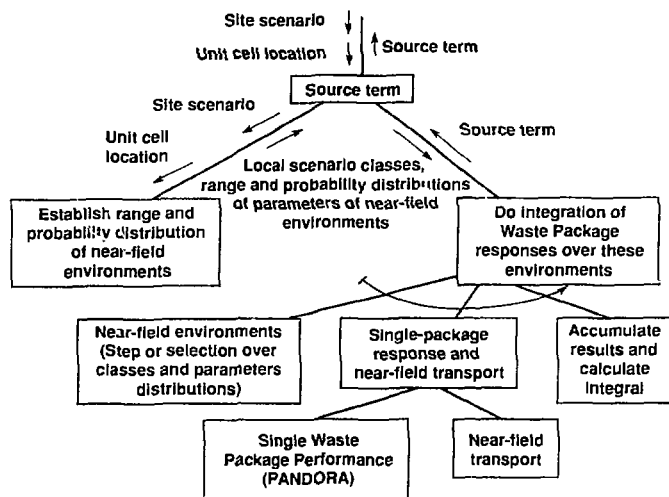 Site scenario
Unit cell location
Source term
Source term
Site scenario
Unit cell
location
Source term
Local scenario classes,
range and probability distributions
of parameters of near-field
environments
Establish range and
probability distribution
of near-field
environments
Do integration of
Waste Package
responses over these
environments
Near-field environments
(Step or selection over
classes and parameters
distributions)
Single-package
response and
near-field transport
Accumulate
results and
calculate
integral
Single Waste
Package Performance
(PANDORA)
Near-field
transport